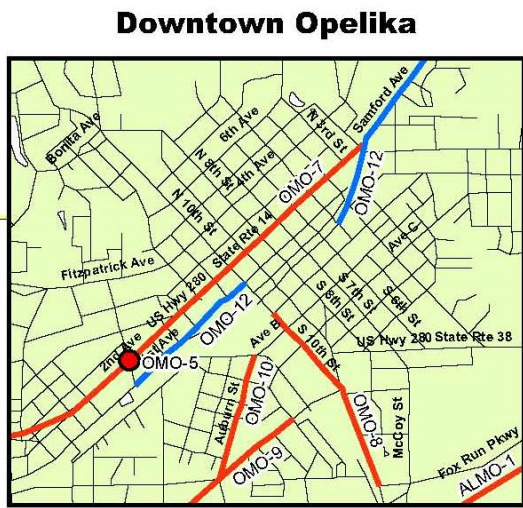 Downtown Opelika
Samford Ave
6th Ave
N 3rd St
Bonita Ave
N 8th St
4th Ave
OMO-7
OMO-12
N 10th St
State Rte 14
Ave C
Fitzpatrick Ave
US Hwy 280
S 7th St
S 6th St
S 8th St
OMO-12
2nd Ave
Ave B
S 10th St
US Hwy 280 State Rte 38
OMO-5
OMO-10
Auburn St
OMO-8
McCoy St
OMO-9
Fox Run Pkwy
ALMO-1